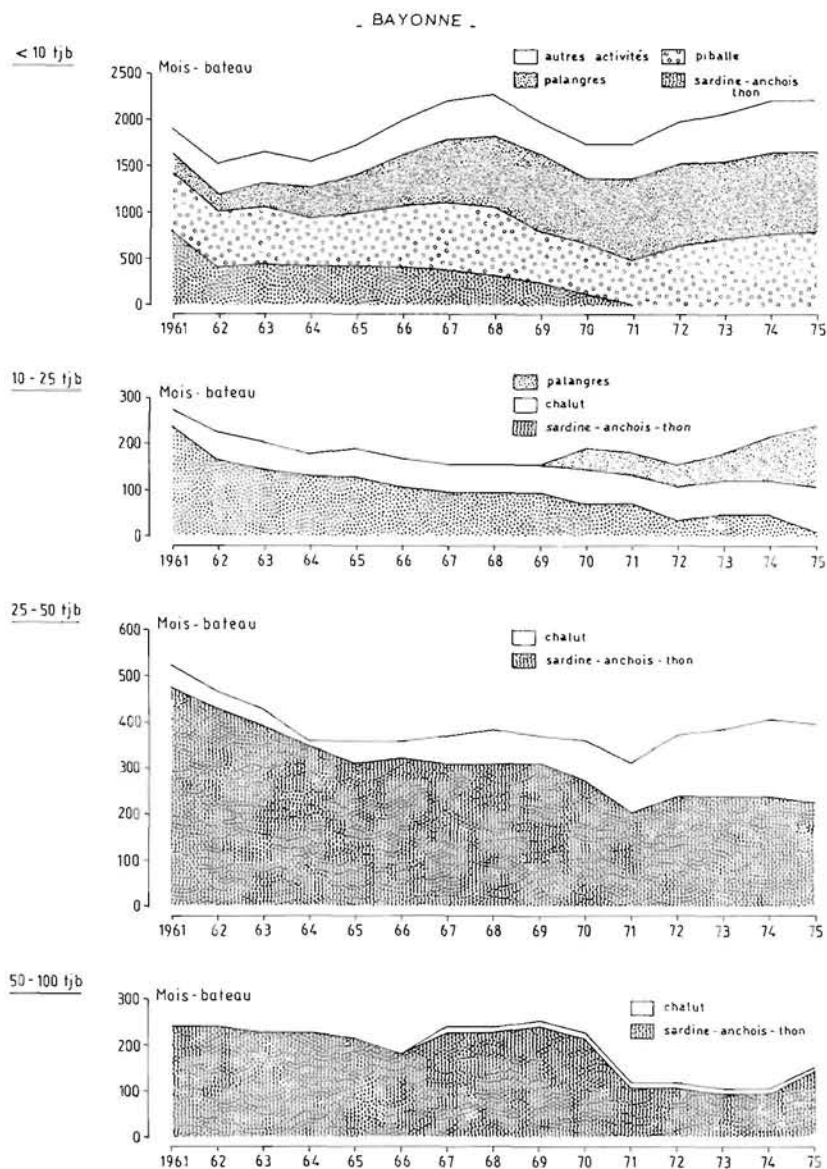 _ BAYONNE _
< 10 tjb
Mois-bateau
autres activités
piballe
palangres
sardine-anchois thon
2500
2000
1500
1000
500
0
1961 62 63 64 65 66 67 68 69 70 71 72 73 74 75
10-25 tjb
Mois-bateau
palangres
chalut
sardine-anchois-thon
300
200
100
0
1961 62 63 64 65 66 67 68 69 70 71 72 73 74 75
25-50 tjb
Mois-bateau
chalut
sardine-anchois-thon
600
500
400
300
200
100
0
1961 62 63 64 65 66 67 68 69 70 71 72 73 74 75
50-100 tjb
Mois-bateau
chalut
sardine-anchois-thon
300
200
100
0
1961 62 63 64 65 66 67 68 69 70 71 72 73 74 75